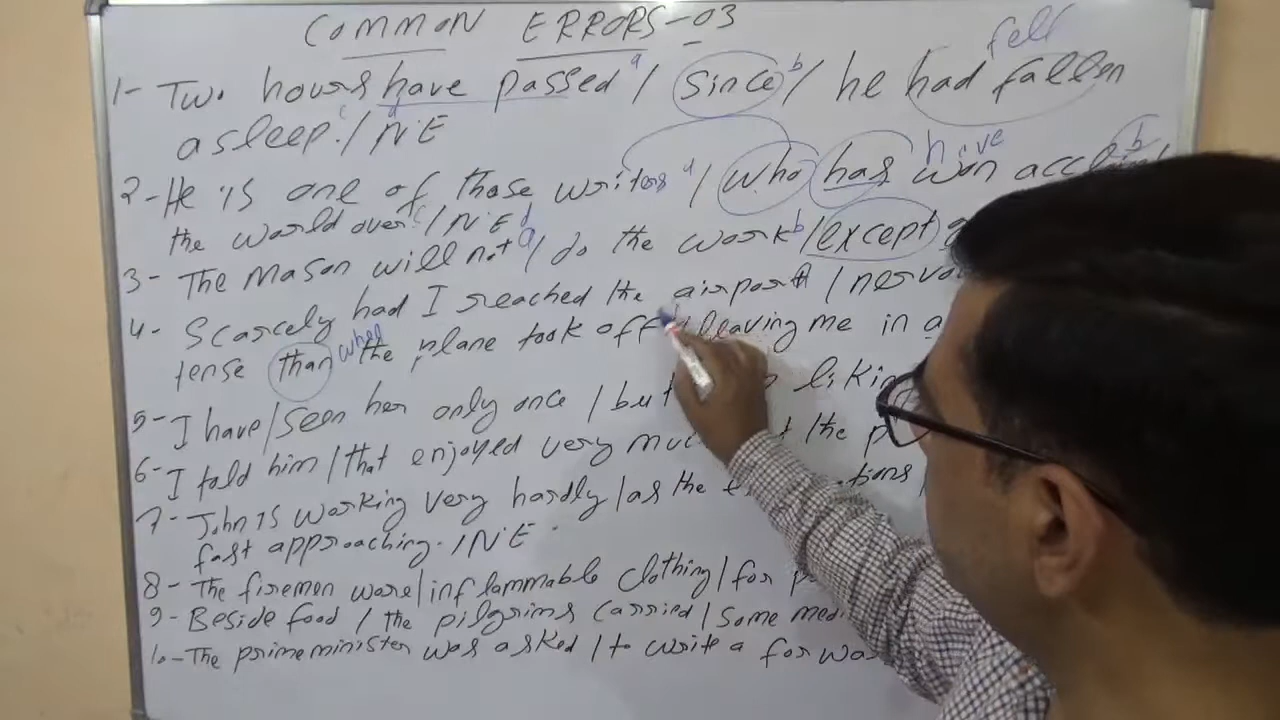 COMMON ERRORS-03
fell
1- Two hours have passed a / since b / he had fallen
asleep. c / NE d
have b
2- He is one of those writers a / who has won
the world over. c / NE d
3- The mason will not a / do the work b / except
4- Scarcely had I reached the airport /
when
tense than the plane took off / leaving me in a
5- I have / seen her only once / but liking
6- I told him / that enjoyed very much / the
7- John is working very hardly / as the
fast approaching. / NE
8- The firemen ware / inflammable clothing / for
9- Beside food / the pilgrims carried / some
10- The prime minister was asked / to write a